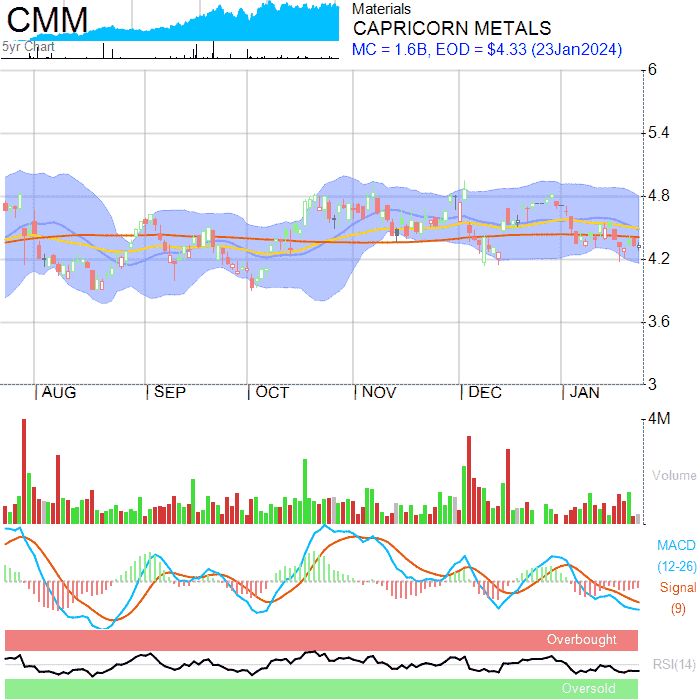 CMM
5yr Chart
Materials
CAPRICORN METALS
MC = 1.6B, EOD = $4.33 (23Jan2024)
6
5.4
4.8
4.2
3.6
3
AUG SEP OCT NOV DEC JAN
4M
Volume
MACD
(12-26)
Signal
(9)
Overbought
RSI(14)
Oversold